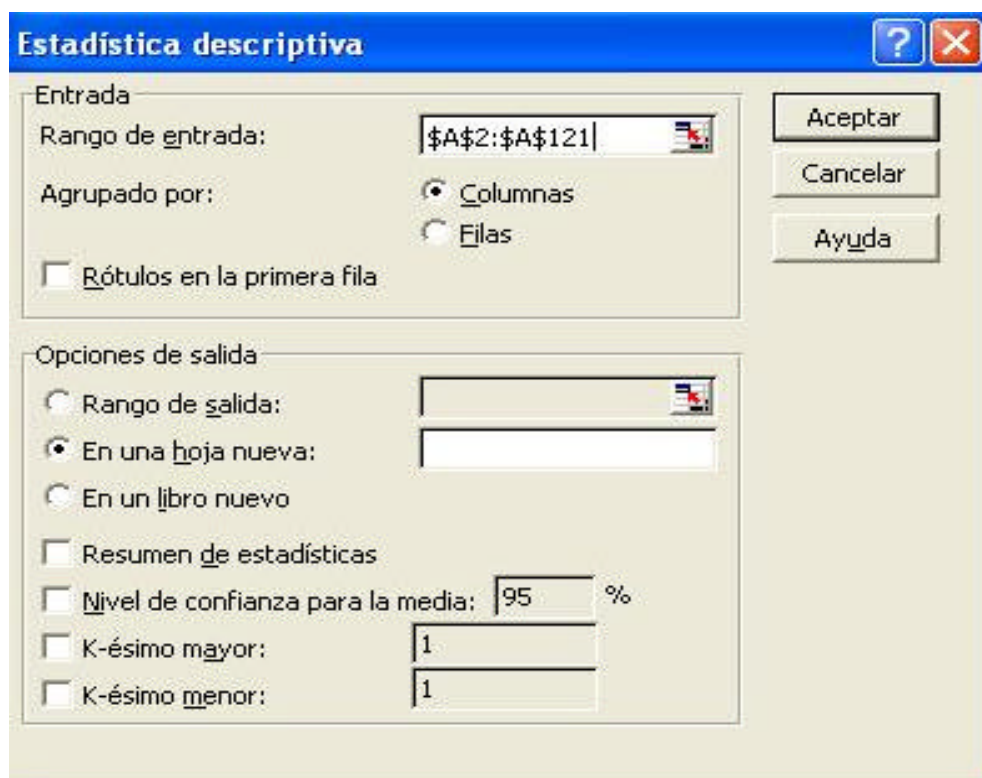 Estadística descriptiva
Entrada
Rango de entrada: $A$2:$A$121
Aceptar
Cancelar
Agrupado por: Columnas
Filas
Ayuda
Rótulos en la primera fila
Opciones de salida
Rango de salida:
En una hoja nueva:
En un libro nuevo
Resumen de estadísticas
Nivel de confianza para la media: 95 %
K-ésimo mayor: 1
K-ésimo menor: 1